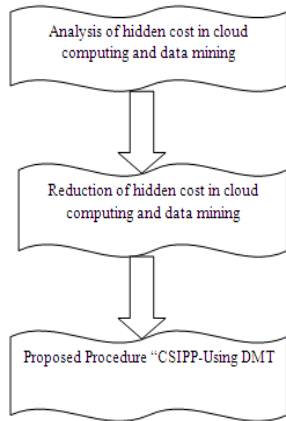 Analysis of hidden cost in cloud
computing and data mining
Reduction of hidden cost in cloud
computing and data mining
Proposed Procedure “CSIPP-Using DMT